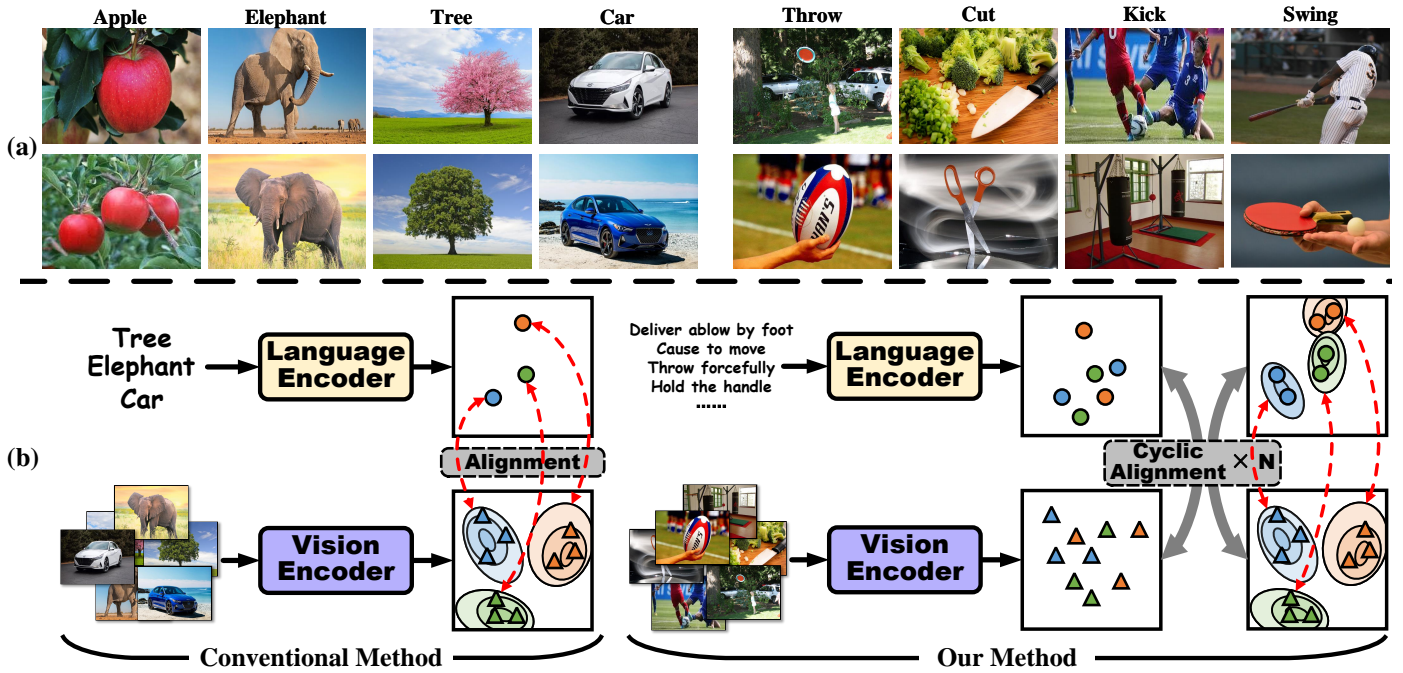 Apple Elephant Tree Car Throw Cut Kick Swing
(a)
Tree
Elephant
Car
Language
Encoder
Alignment
Deliver ablow by foot
Cause to move
Throw forcefully
Hold the handle
......
Language
Encoder
Cyclic
Alignment × N
(b)
Vision
Encoder
Vision
Encoder
Conventional Method
Our Method